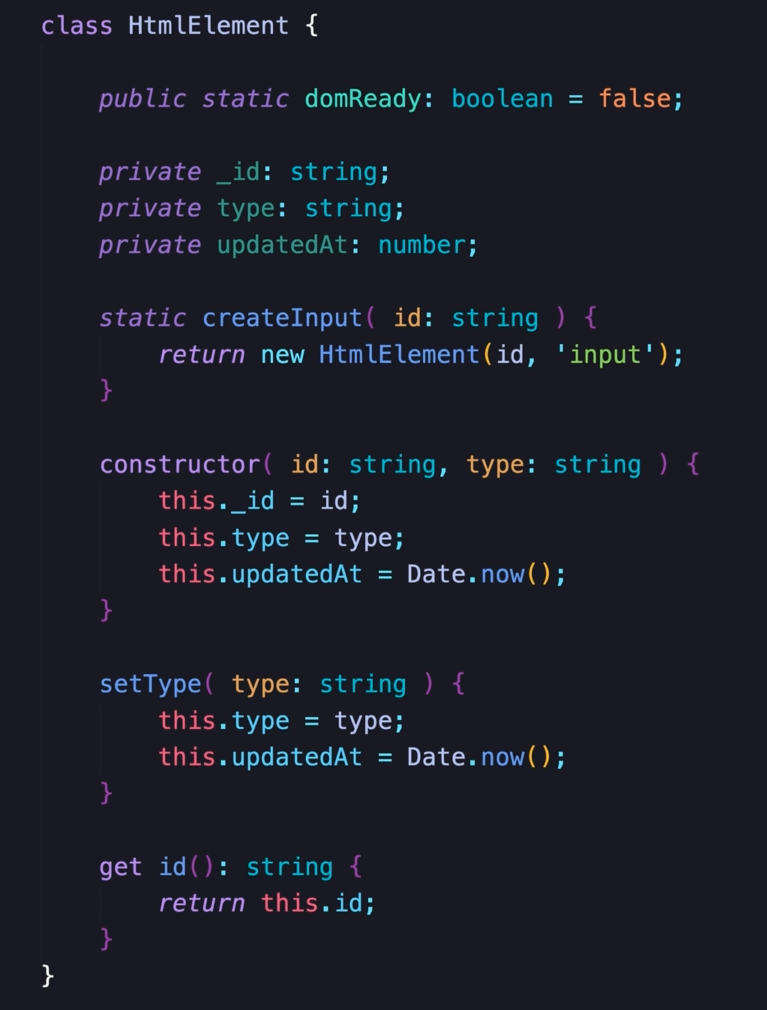 class HtmlElement {
public static domReady: boolean = false;
private _id: string;
private type: string;
private updatedAt: number;
static createInput( id: string ) {
return new HtmlElement(id, 'input');
}
constructor( id: string, type: string ) {
this._id = id;
this.type = type;
this.updatedAt = Date.now();
}
setType( type: string ) {
this.type = type;
this.updatedAt = Date.now();
}
get id(): string {
return this.id;
}
}